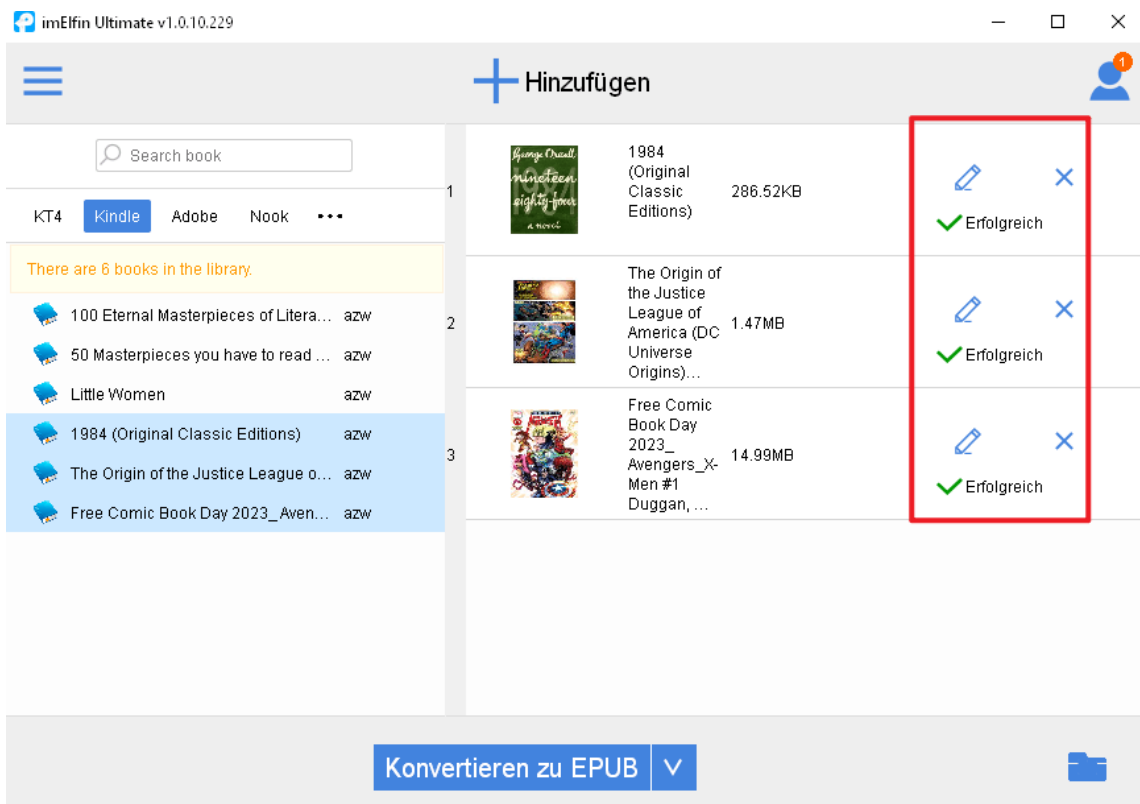 imElfin Ultimate v1.0.10.229
Hinzufügen
1
Search book
KT4 Kindle Adobe Nook •••
There are 6 books in the library.
100 Eternal Masterpieces of Litera... azw
50 Masterpieces you have to read ... azw
Little Women azw
1984 (Original Classic Editions) azw
The Origin of the Justice League o... azw
Free Comic Book Day 2023_ Aven... azw
1
George Orwell
nineteen
1984
eighty-four
a novel
1984
(Original
Classic
Editions)
286.52KB
Erfolgreich
2
The Origin of
the Justice
League of
America (DC
Universe
Origins)...
1.47MB
Erfolgreich
3
Free Comic
Book Day
2023_
Avengers_X-
Men #1
Duggan, ...
14.99MB
Erfolgreich
Konvertieren zu EPUB